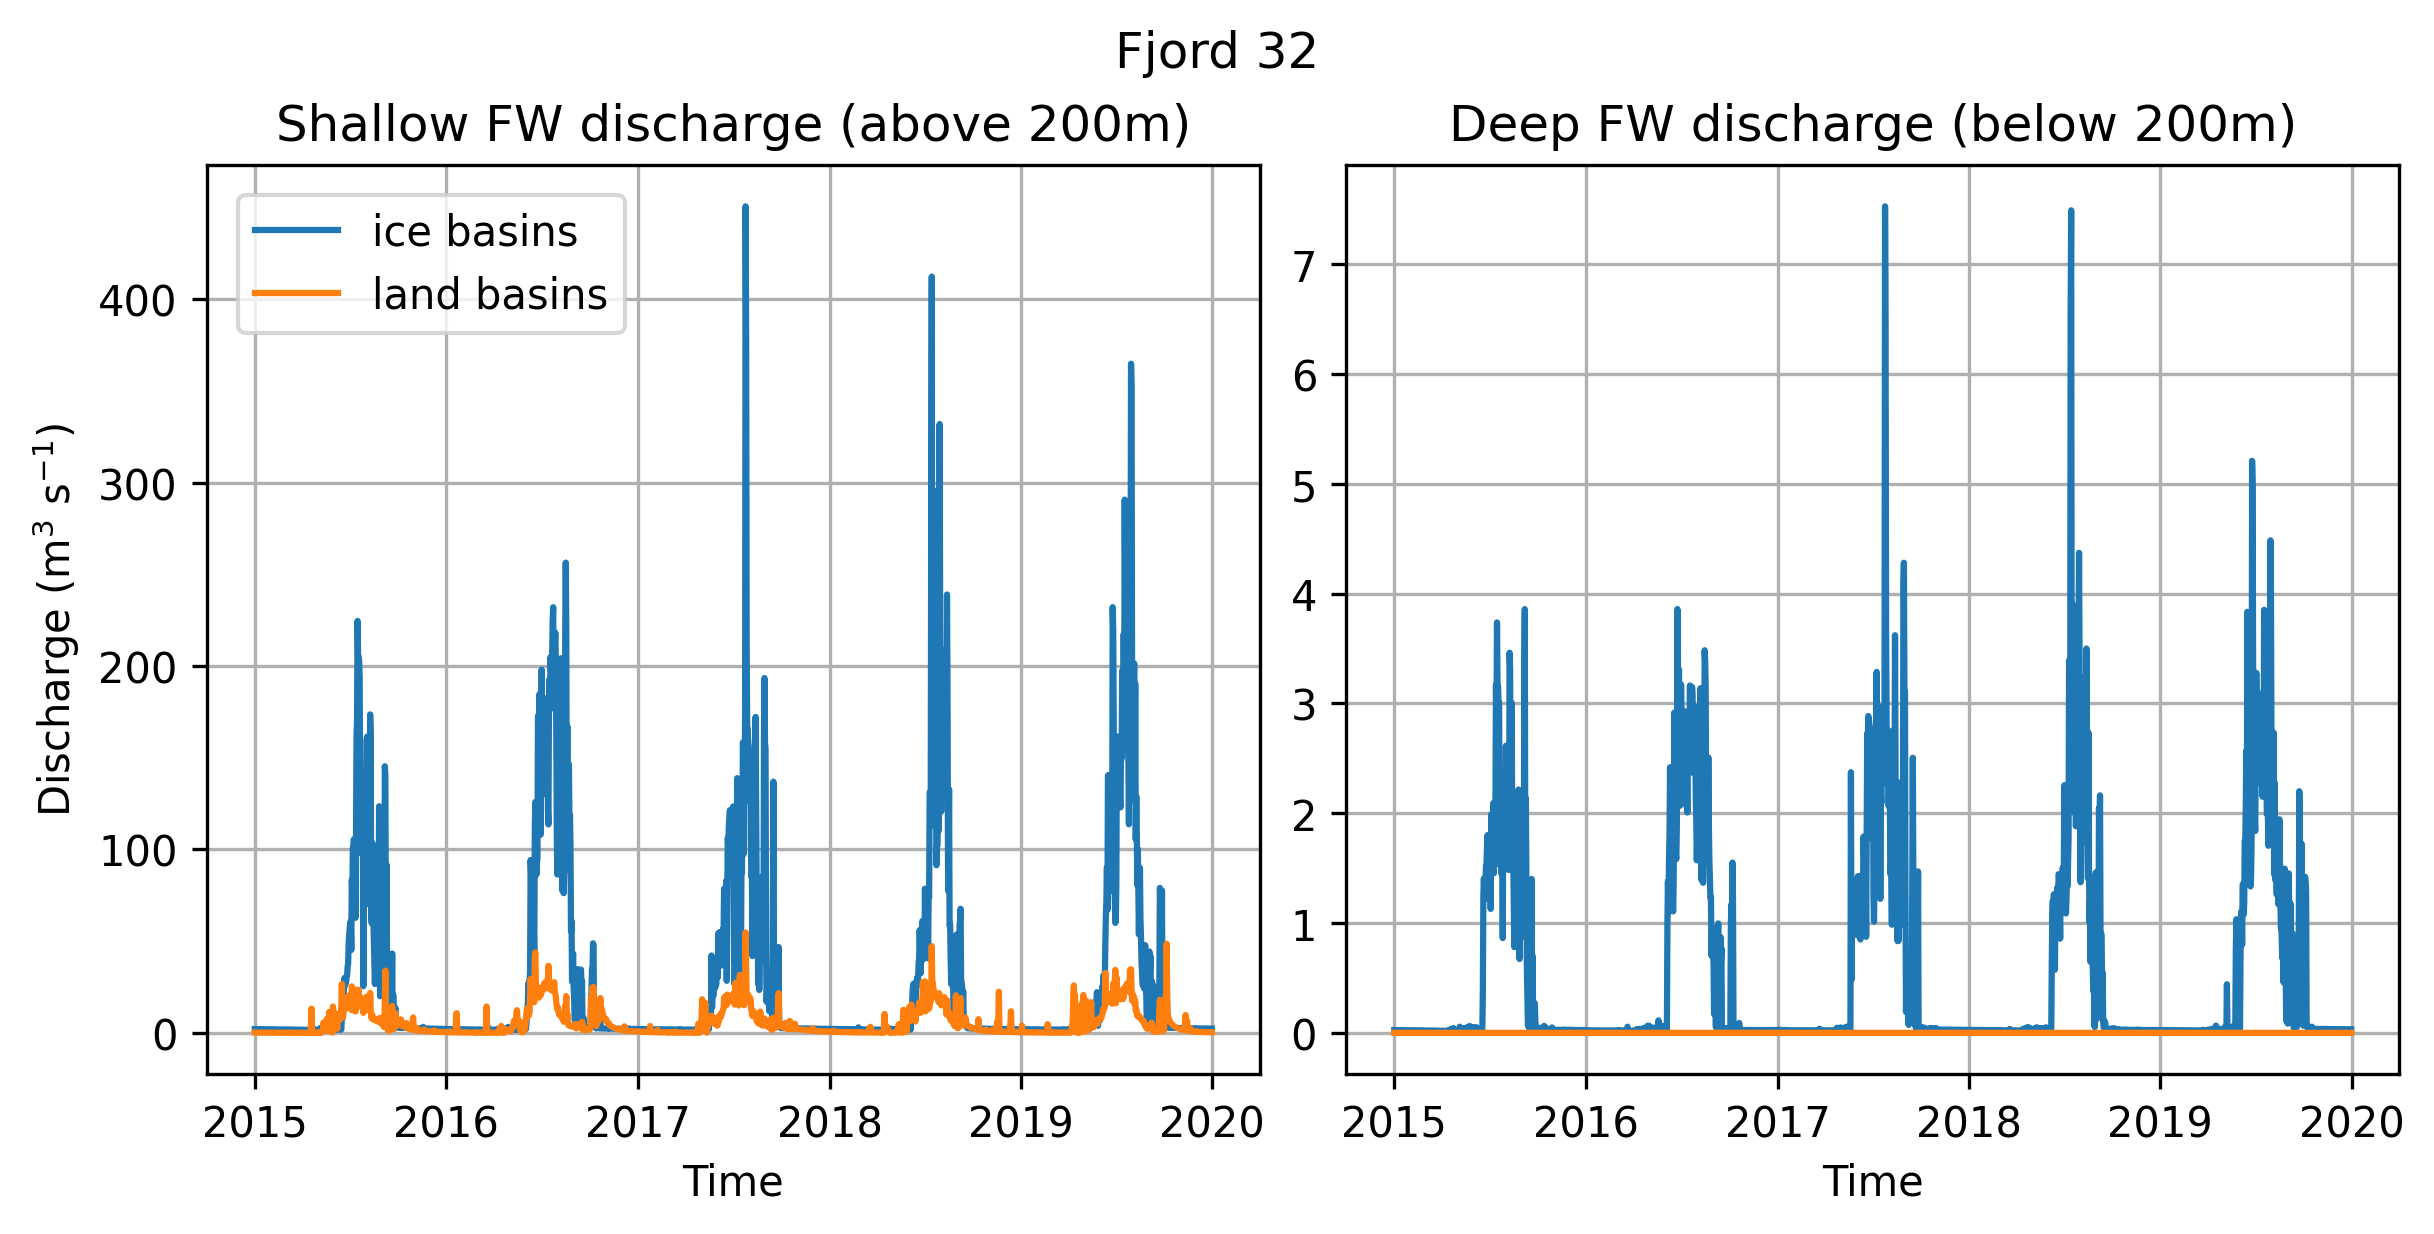 Fjord 32
Shallow FW discharge (above 200m)
Discharge (m³ s⁻¹)
400
300
200
100
0
ice basins
land basins
2015 2016 2017 2018 2019 2020
Time
Deep FW discharge (below 200m)
7
6
5
4
3
2
1
0
2015 2016 2017 2018 2019 2020
Time